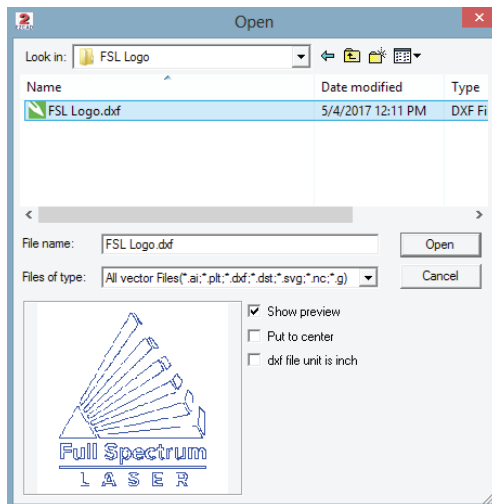 Open
Look in: FSL Logo
Name Date modified Type
FSL Logo.dxf 5/4/2017 12:11 PM DXF Fi
File name: FSL Logo.dxf Open
Files of type: All vector Files(*.ai;*.plt;*.dxf;*.dst;*.svg;*.nc;*.g) Cancel
Show preview
Put to center
dxf file unit is inch
Full Spectrum
LASER